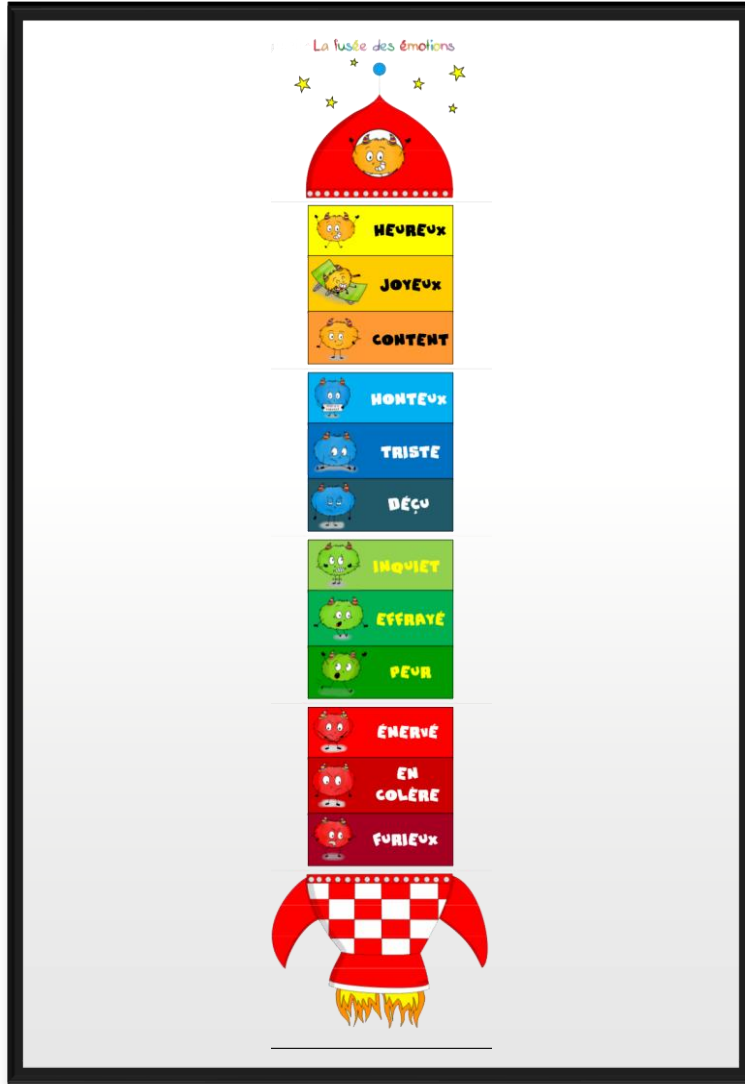 La fusée des émotions
HEUREUX
JOYEUX
CONTENT
HONTEUX
TRISTE
DÉÇU
INQUIET
EFFRAYÉ
PEUR
ÉNERVÉ
EN
COLÈRE
FURIEUX